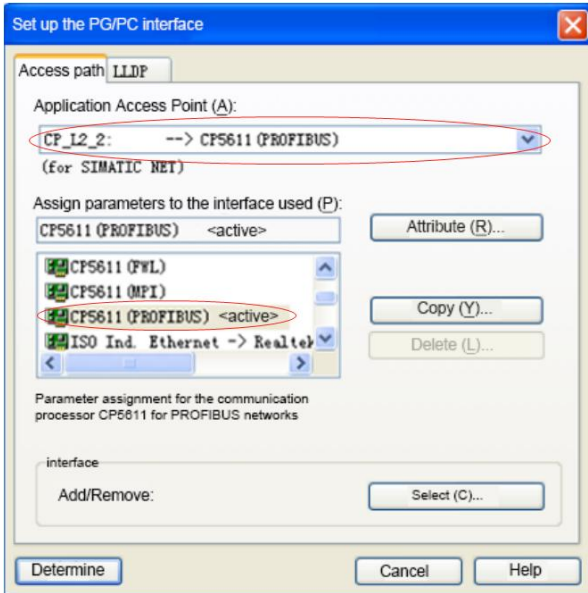 Set up the PG/PC interface
Access path LLDP
Application Access Point (A):
CP_L2_2: --> CP5611(PROFIBUS)
(for SIMATIC NET)
Assign parameters to the interface used (P):
CP5611(PROFIBUS) <active>
Attribute (R)...
CP5611(FWL)
CP5611(MPI)
CP5611(PROFIBUS) <active>
Copy (Y)...
ISO Ind. Ethernet -> Realtek
Delete (L)...
Parameter assignment for the communication
processor CP5611 for PROFIBUS networks
interface
Add/Remove:
Select (C)...
Determine
Cancel
Help